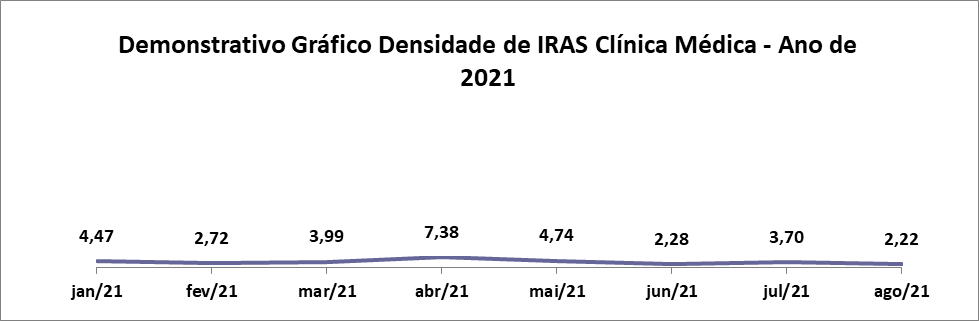 Demonstrativo Gráfico Densidade de IRAS Clínica Médica - Ano de
2021
4,47 2,72 3,99 7,38 4,74 2,28 3,70 2,22
jan/21 fev/21 mar/21 abr/21 mai/21 jun/21 jul/21 ago/21